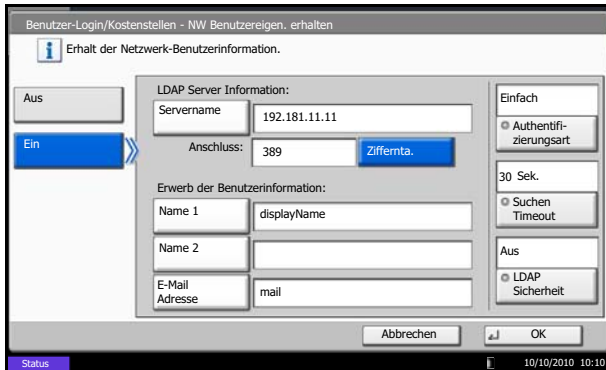 Benutzer-Login/Kostenstellen - NW Benutzereigen. erhalten
Erhalt der Netzwerk-Benutzerinformation.
Aus
Ein
LDAP Server Information:
Servername
192.181.11.11
Anschluss:
389
Ziffernta.
Erwerb der Benutzerinformation:
Name 1
displayName
Name 2
E-Mail
Adresse
mail
Einfach
Authentifi-
zierungsart
30 Sek.
Suchen
Timeout
Aus
LDAP
Sicherheit
Abbrechen
OK
Status
10/10/2010 10:10